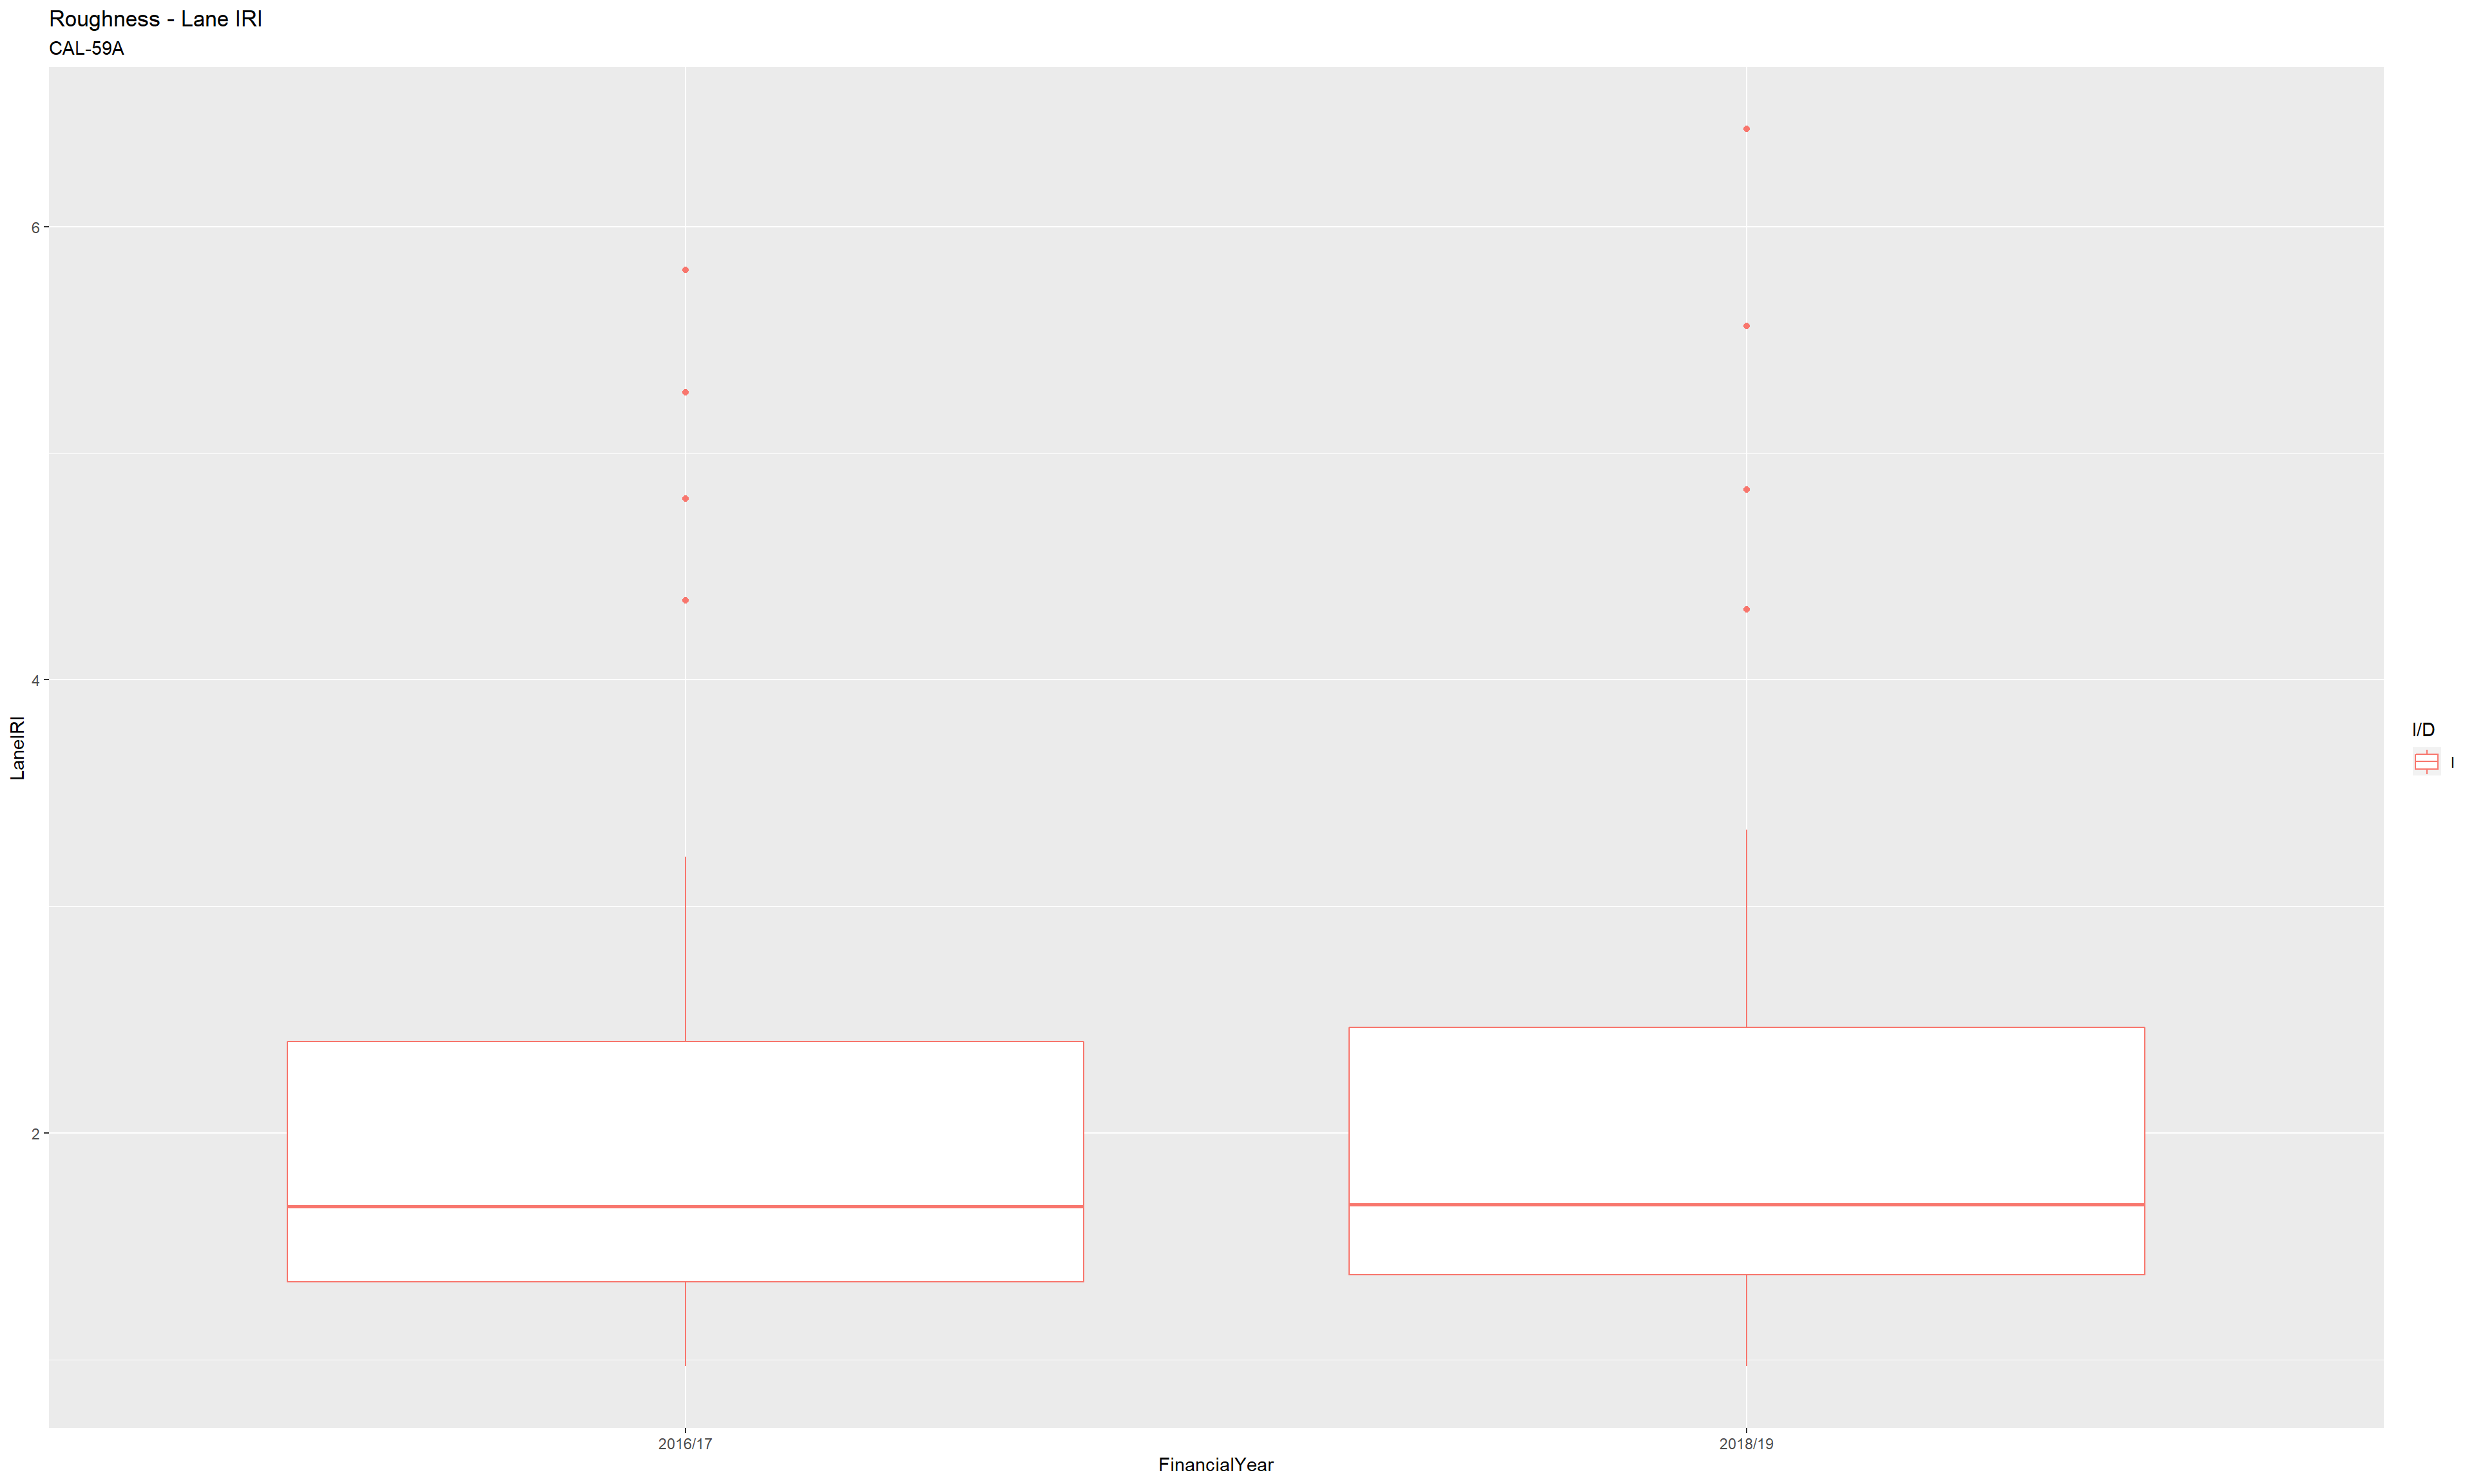 Roughness - Lane IRI
CAL-59A
6
4
2
LaneIRI
2016/17
2018/19
FinancialYear
I/D
I